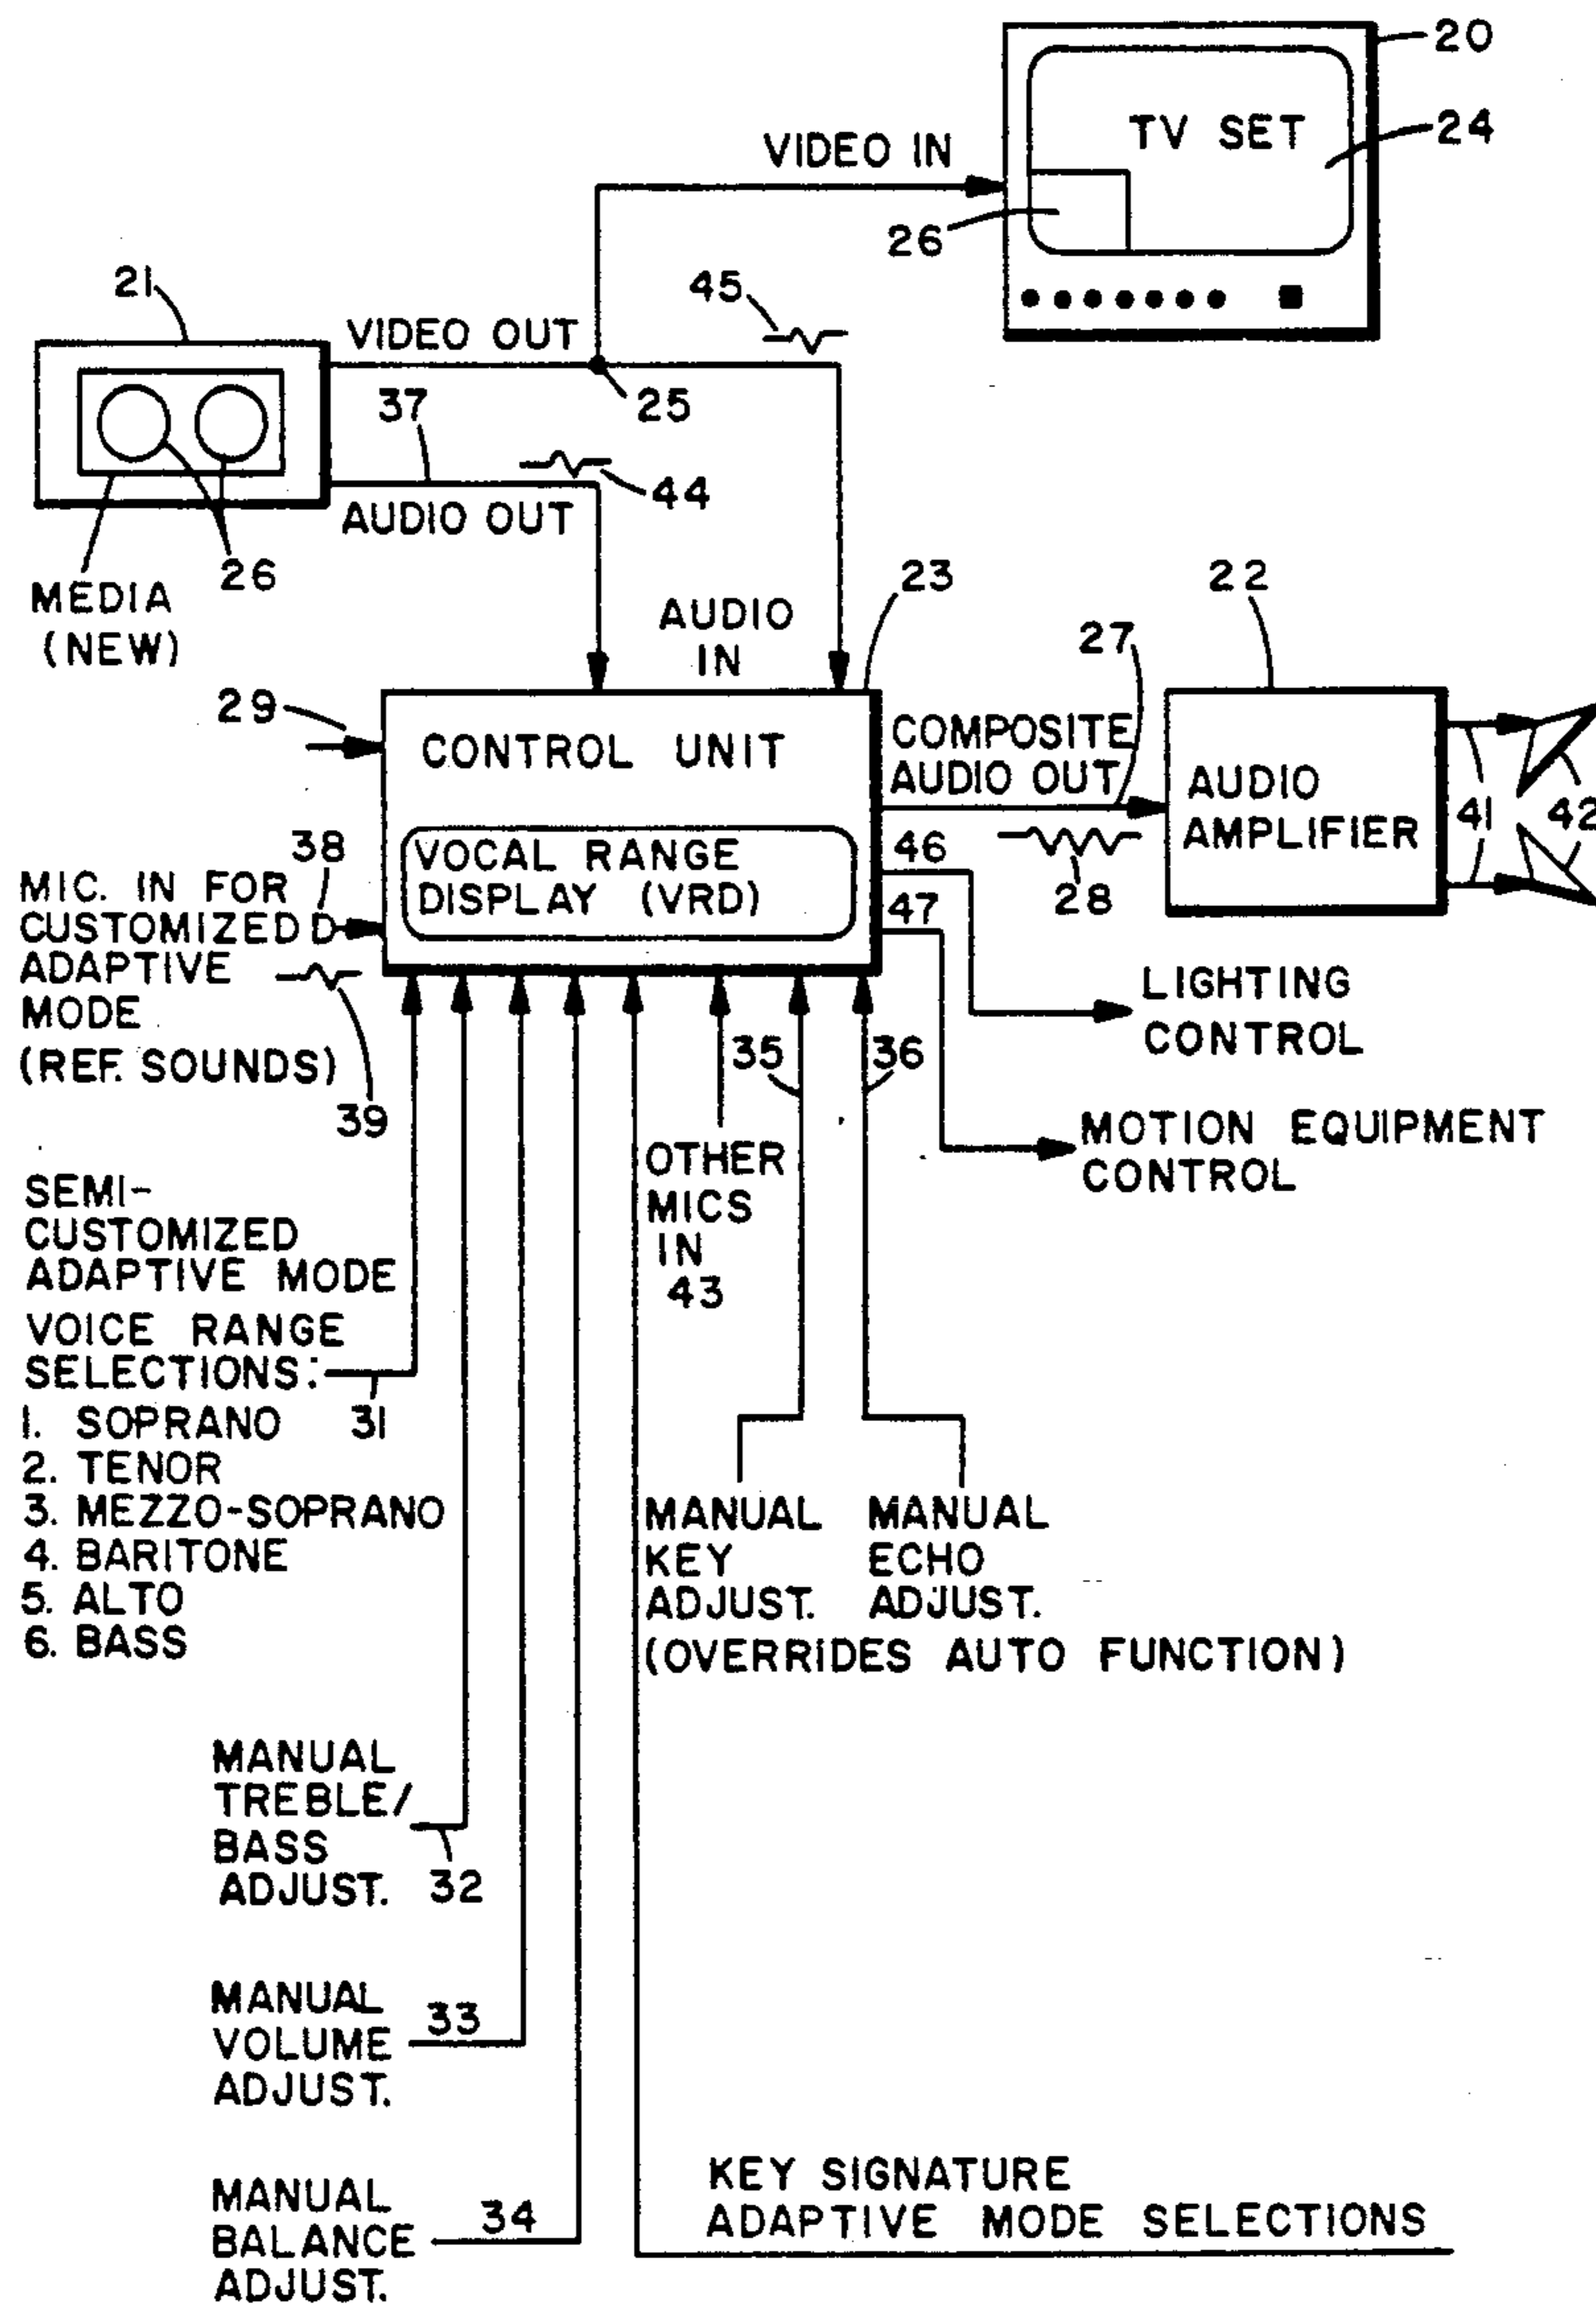 20
TV SET
24
VIDEO IN
26
45
21
VIDEO OUT
25
37
44
AUDIO OUT
26
MEDIA
(NEW)
AUDIO
IN
23
22
27
29
CONTROL UNIT
COMPOSITE
AUDIO OUT
AUDIO
AMPLIFIER
41
42
28
VOCAL RANGE
DISPLAY (VRD)
46
47
38
MIC. IN FOR
CUSTOMIZED
ADAPTIVE
MODE
(REF. SOUNDS)
39
LIGHTING
CONTROL
35
36
MOTION EQUIPMENT
CONTROL
OTHER
MICS
IN
43
SEMI-
CUSTOMIZED
ADAPTIVE MODE
VOICE RANGE
SELECTIONS:
31
1. SOPRANO
2. TENOR
3. MEZZO-SOPRANO
4. BARITONE
5. ALTO
6. BASS
MANUAL
KEY
ADJUST.
MANUAL
ECHO
ADJUST.
(OVERRIDES AUTO FUNCTION)
MANUAL
TREBLE/
BASS
ADJUST.
32
MANUAL
VOLUME
ADJUST.
33
MANUAL
BALANCE
ADJUST.
34
KEY SIGNATURE
ADAPTIVE MODE SELECTIONS